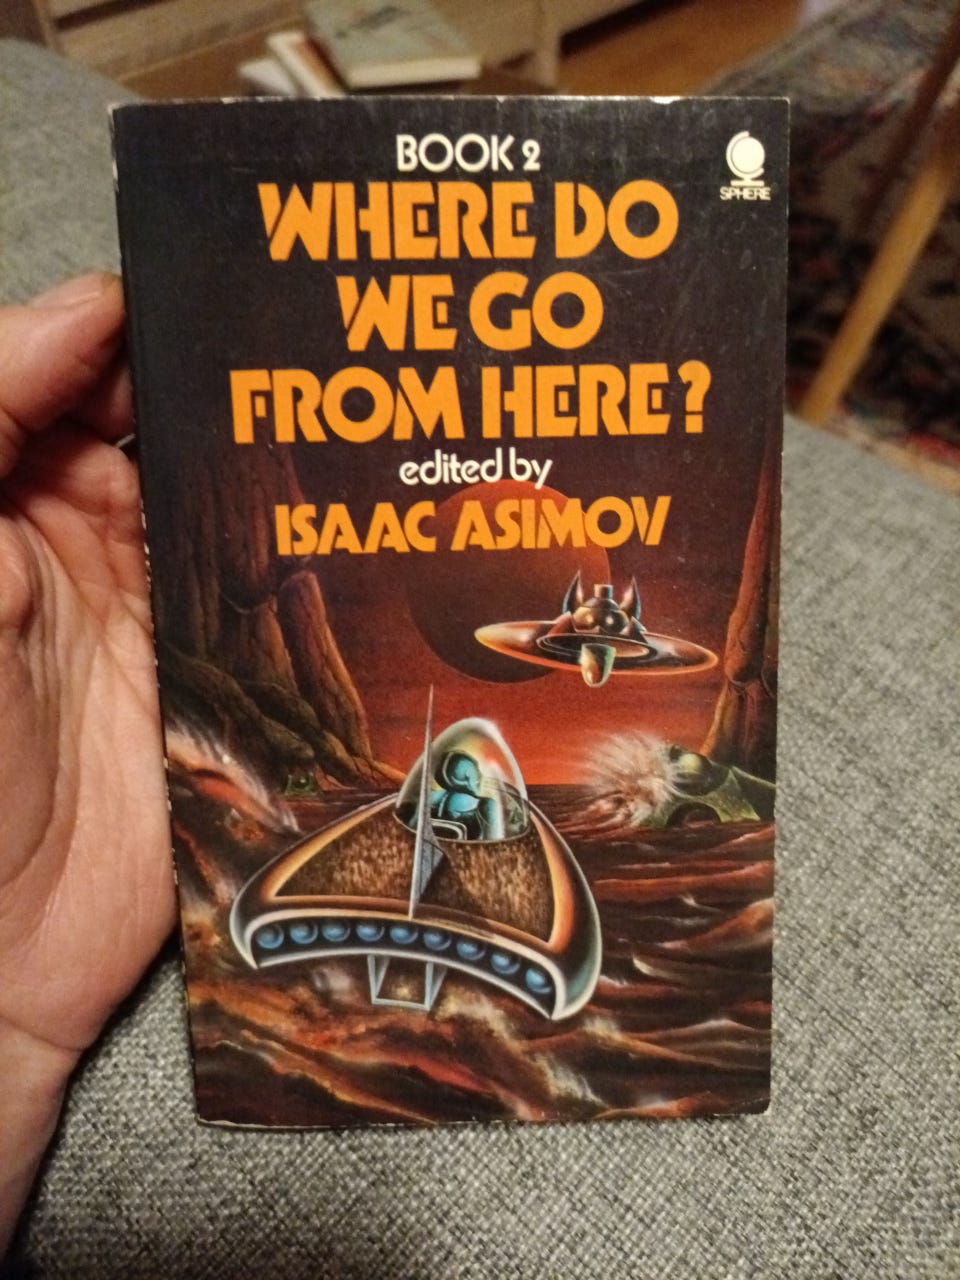 BOOK 2
SPHERE
WHERE DO
WE GO
FROM HERE?
edited by
ISAAC ASIMOV